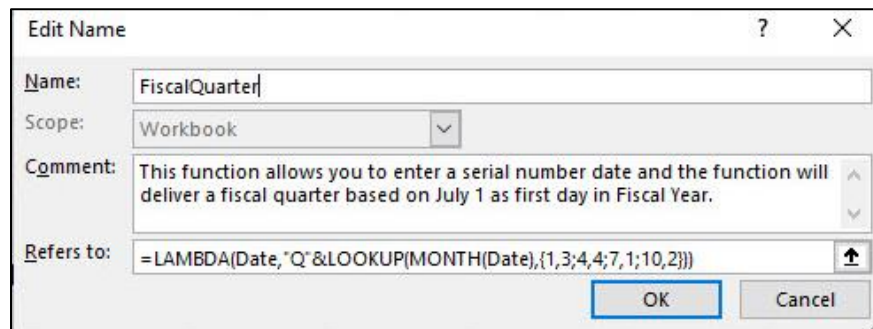 Edit Name ? X
Name: FiscalQuarter
Scope: Workbook
Comment: This function allows you to enter a serial number date and the function will
deliver a fiscal quarter based on July 1 as first day in Fiscal Year.
Refers to: =LAMBDA(Date,"Q"&LOOKUP(MONTH(Date),{1,3;4,4;7,1;10,2}))
OK Cancel